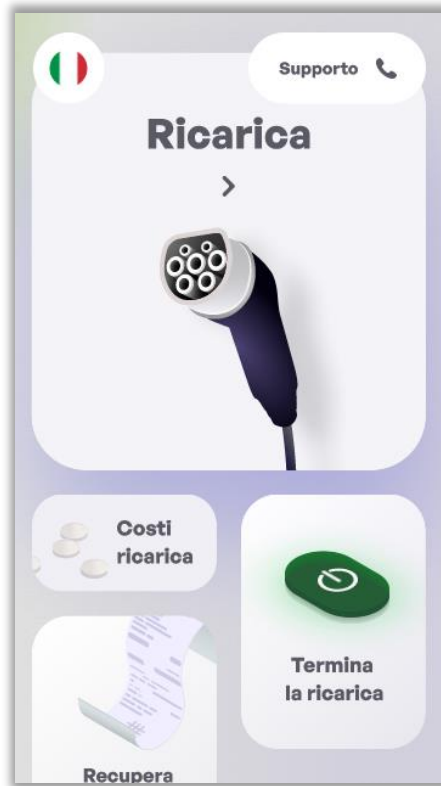 Supporto
Ricarica
Costi
ricarica
Termina
la ricarica
Recupera